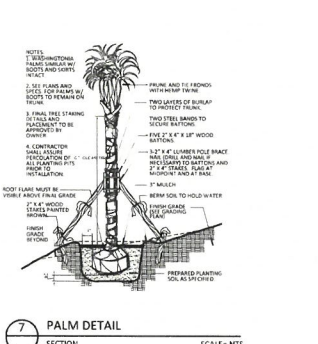 NOTES:
1. WASHINGTONIA
PALMS SIMILAR W/
BOOTS AND SKIRTS
INTACT
2. SEE PLANS AND
SPECS. FOR PALMS W/
BOOTS TO REMAIN ON
TRUNK
3. FINAL TREE STAKING
DETAILS AND
PLACEMENT TO BE
APPROVED BY
OWNER
4. CONTRACTOR
SHALL ASSURE
PERCOLATION OF
ALL PLANTING PITS
PRIOR TO
INSTALLATION.
ROOT FLARE MUST BE
VISIBLE ABOVE FINAL GRADE
2" X 4" WOOD
STAKES PAINTED
BROWN
FINISH
GRADE
BEYOND
PRUNE AND TIE FRONDS
WITH HEMP TWINE
TWO LAYERS OF BURLAP
TO PROTECT TRUNK
TWO STEEL BANDS TO
SECURE BATTONS
FIVE 2" X 4" X 18" WOOD
BATTONS
3-2" X 4" LUMBER POLE BRACE
NAIL (DRILL AND NAIL IF
NECESSARY) TO BATTONS AND
2" X 4" STAKES. FLAG AT
MIDPOINT AND AT BASE.
3" MULCH
BERM SOIL TO HOLD WATER
FINISH GRADE
(SEE GRADING
PLAN)
PREPARED PLANTING
SOIL AS SPECIFIED
7
PALM DETAIL
SECTION
SCALE= NTS